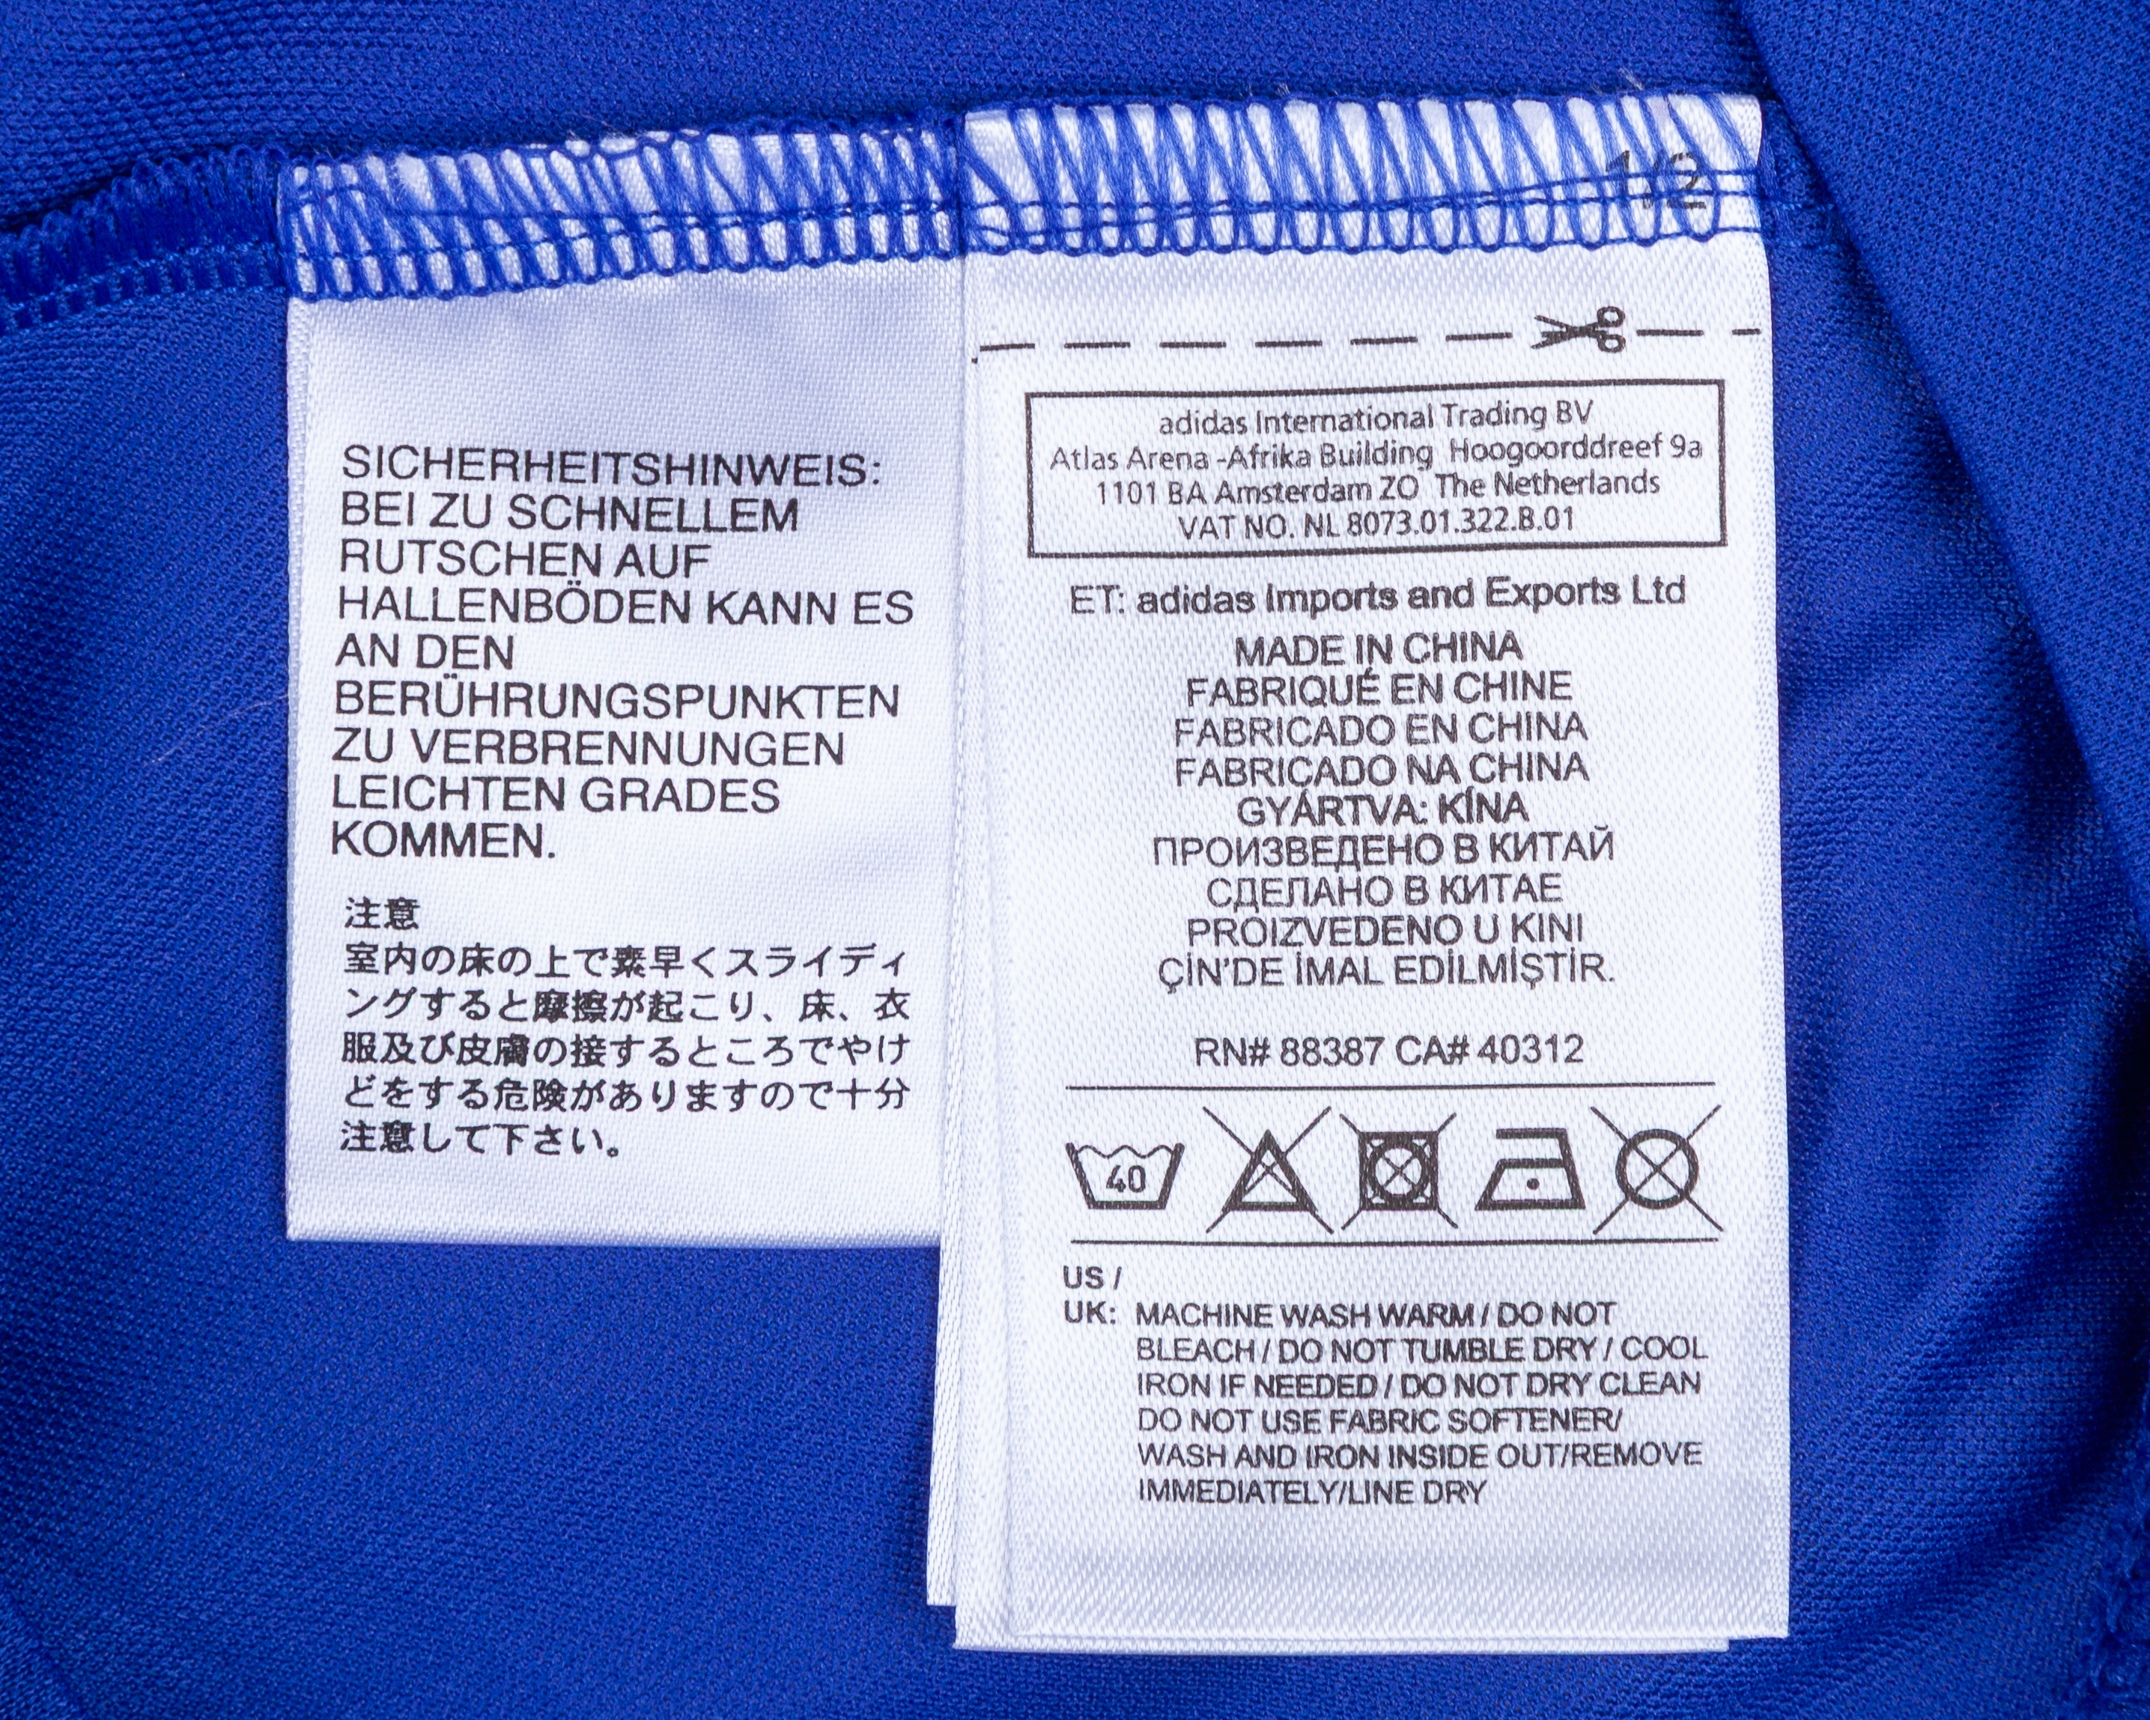 SICHERHEITSHINWEIS:
BEI ZU SCHNELLEM
RUTSCHEN AUF
HALLENBÖDEN KANN ES
AN DEN
BERÜHRUNGSPUNKTEN
ZU VERBRENNUNGEN
LEICHTEN GRADES
KOMMEN.
注意
室内の床の上で素早くスライディ
ングすると摩擦が起こり、床、衣
服及び皮膚の接するところでやけ
どをする危険がありますので十分
注意して下さい。
1/2
adidas International Trading BV
Atlas Arena -Afrika Building Hoogoorddreef 9a
1101 BA Amsterdam ZO The Netherlands
VAT NO. NL 8073.01.322.B.01
ET: adidas Imports and Exports Ltd
MADE IN CHINA
FABRIQUÉ EN CHINE
FABRICADO EN CHINA
FABRICADO NA CHINA
GYÁRTVA: KÍNA
ПРОИЗВЕДЕНО В КИТАЙ
СДЕЛАНО В КИТАЕ
PROIZVEDENO U KINI
ÇİN'DE İMAL EDİLMİŞTİR.
RN# 88387 CA# 40312
40
US /
UK: MACHINE WASH WARM / DO NOT
BLEACH / DO NOT TUMBLE DRY / COOL
IRON IF NEEDED / DO NOT DRY CLEAN
DO NOT USE FABRIC SOFTENER/
WASH AND IRON INSIDE OUT/REMOVE
IMMEDIATELY/LINE DRY